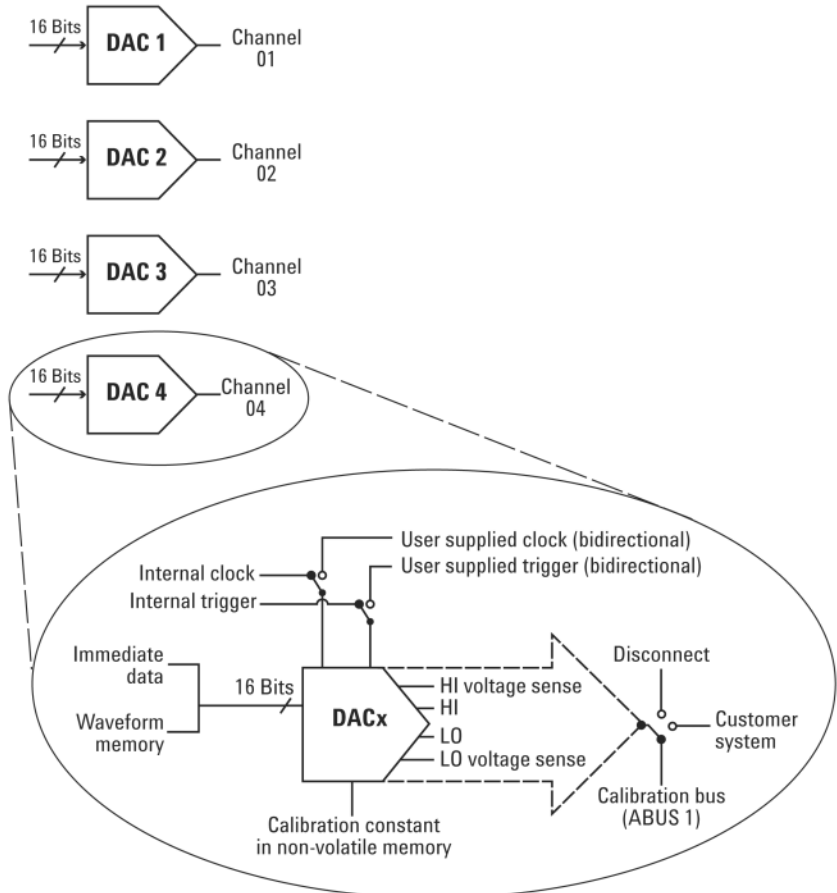 16 Bits
DAC 1
Channel
01
16 Bits
DAC 2
Channel
02
16 Bits
DAC 3
Channel
03
16 Bits
DAC 4
Channel
04
User supplied clock (bidirectional)
Internal clock
User supplied trigger (bidirectional)
Internal trigger
Immediate
data
Waveform
memory
16 Bits
DACx
HI voltage sense
HI
LO
LO voltage sense
Disconnect
Customer
system
Calibration bus
(ABUS 1)
Calibration constant
in non-volatile memory